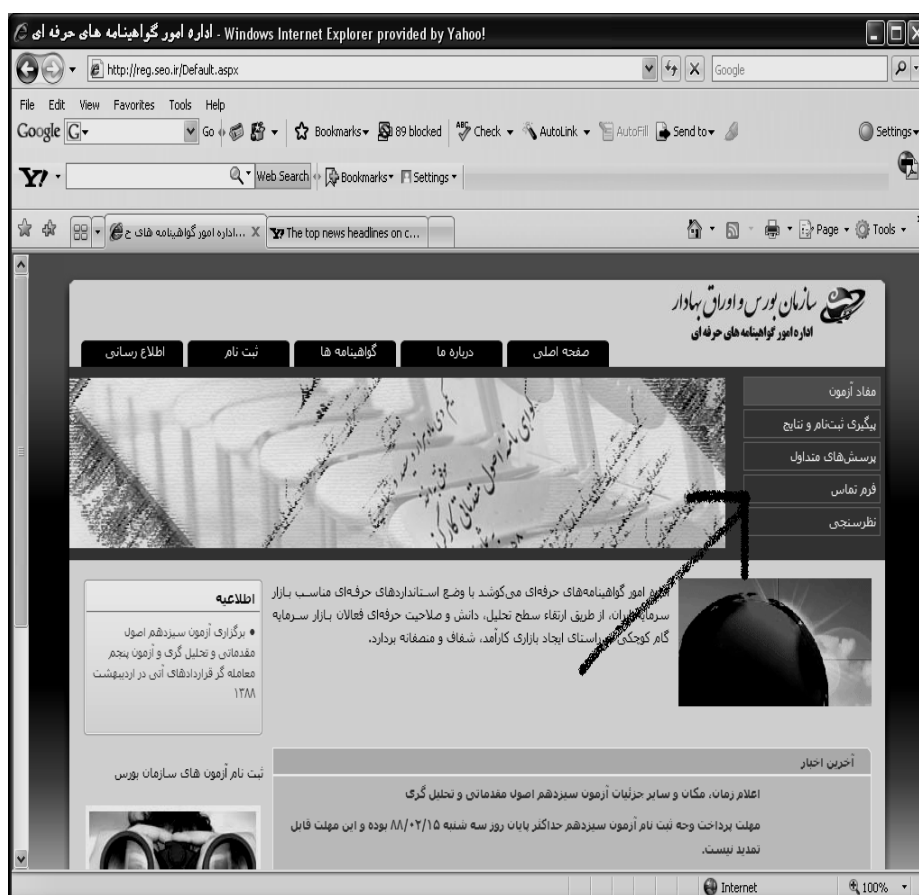 اداره امور گواهینامه های حرفه ای - Windows Internet Explorer provided by Yahoo!
http://reg.seo.ir/Default.aspx
Google
File Edit View Favorites Tools Help
Google G Go Bookmarks 89 blocked Check AutoLink AutoFill Send to Settings
Y! Web Search Bookmarks Settings
اداره امور گواهینامه های ح... X The top news headlines on c... Page Tools
سازمان بورس و اوراق بهادار
اداره امور گواهینامه های حرفه ای
صفحه اصلی درباره ما گواهینامه ها ثبت نام اطلاع رسانی
مفاد آزمون
پیگیری ثبت‌نام و نتایج
پرسش‌های متداول
فرم تماس
نظرسنجی
امور گواهینامه‌های حرفه‌ای می‌کوشد با وضع استانداردهای حرفه‌ای مناسب بازار
سرمایه ایران، از طریق ارتقاء سطح تحلیل، دانش و صلاحیت حرفه‌ای فعالان بازار سرمایه
گام کوچکی راستای ایجاد بازاری کارآمد، شفاف و منصفانه بردارد.
اطلاعیه
• برگزاری آزمون سیزدهم اصول
مقدماتی و تحلیل گری و آزمون پنجم
معامله گر قراردادهای آتی در اردیبهشت
۱۳۸۸
ثبت نام آزمون های سازمان بورس
آخرین اخبار
اعلام زمان، مکان و سایر جزئیات آزمون سیزدهم اصول مقدماتی و تحلیل گری
مهلت پرداخت وجه ثبت نام آزمون سیزدهم حداکثر پایان روز سه شنبه ۸۸/۰۲/۱۵ بوده و این مهلت قابل
تمدید نیست.
Internet 100%